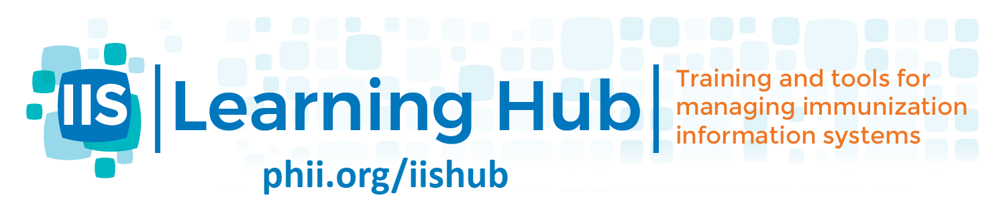 IIS
Learning Hub
Training and tools for
managing immunization
information systems
phii.org/iishub